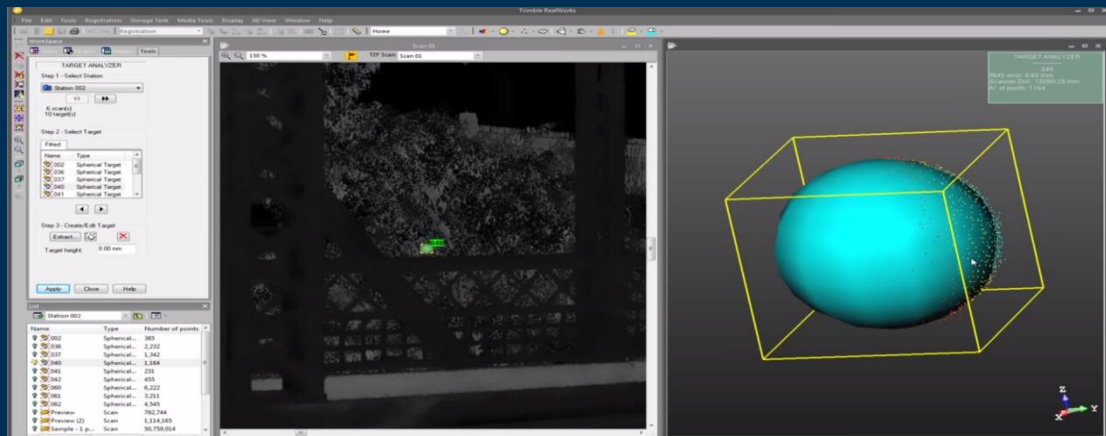 Trimble RealWorks
File Edit Tools Registration Storage Tank Media Tools Display 3D View Window Help
Registration
Home
WorkSpace
Tools
TARGET ANALYZER
Step 1 - Select Station
Station 002
6 scan(s)
10 target(s)
Step 2 - Select Target
Fitted
Name Type
002 Spherical Target
036 Spherical Target
037 Spherical Target
040 Spherical Target
041 Spherical Target
Step 3 - Create/Edit Target
Extract...
Target height: 0.00 mm
Apply Close Help
List
Station 002
Name Type Number of points
002 Spherical... 385
036 Spherical... 2,232
037 Spherical... 1,342
040 Spherical... 1,164
041 Spherical... 231
042 Spherical... 455
060 Spherical... 6,222
061 Spherical... 3,211
062 Spherical... 4,545
Preview Scan 792,744
Preview (2) Scan 1,114,165
Sample - 1 p... Scan 50,759,014
Scan 01
150 %
TZF Scan: Scan 01
TARGET ANALYZER
040
N° of points: 1164
Z
Y
X